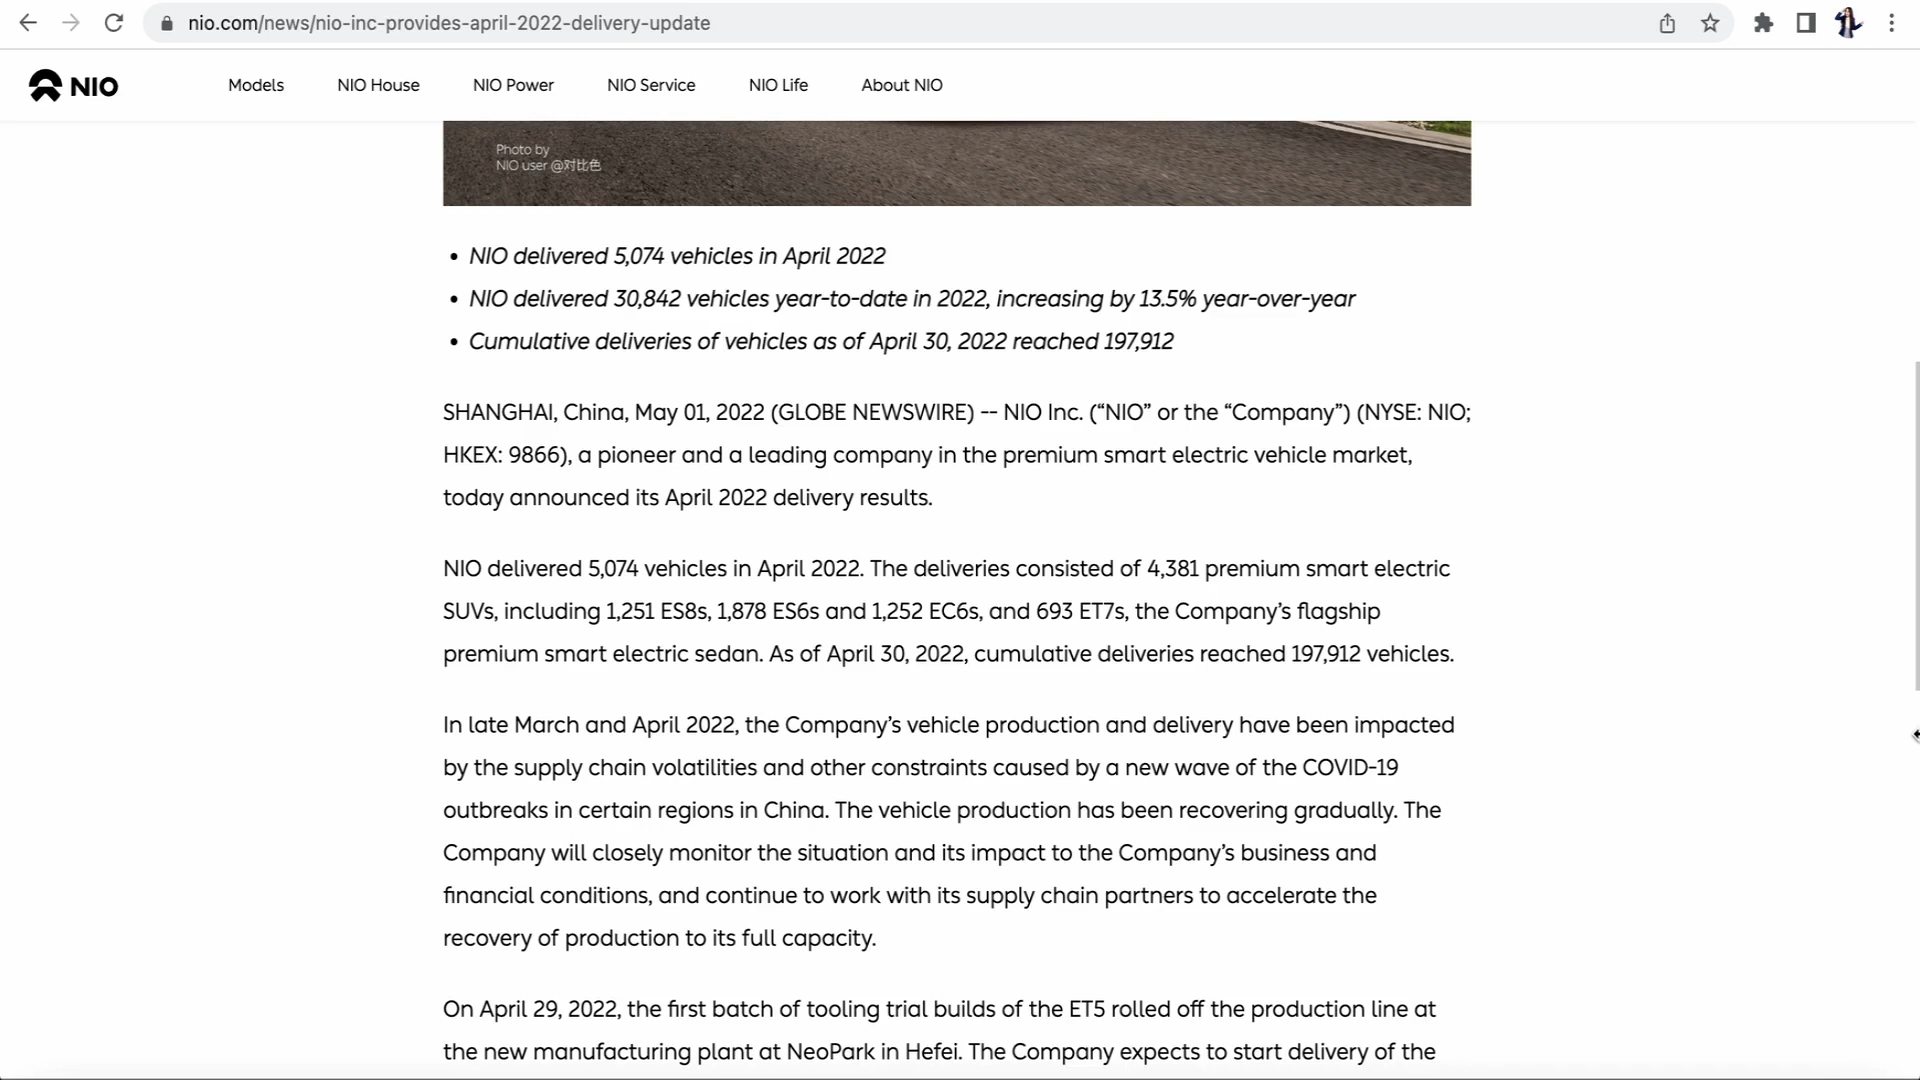 nio.com/news/nio-inc-provides-april-2022-delivery-update
NIO
Models
NIO House
NIO Power
NIO Service
NIO Life
About NIO
Photo by
NIO user @对比色
• NIO delivered 5,074 vehicles in April 2022
• NIO delivered 30,842 vehicles year-to-date in 2022, increasing by 13.5% year-over-year
• Cumulative deliveries of vehicles as of April 30, 2022 reached 197,912
SHANGHAI, China, May 01, 2022 (GLOBE NEWSWIRE) -- NIO Inc. (“NIO” or the “Company”) (NYSE: NIO;
HKEX: 9866), a pioneer and a leading company in the premium smart electric vehicle market,
today announced its April 2022 delivery results.
NIO delivered 5,074 vehicles in April 2022. The deliveries consisted of 4,381 premium smart electric
SUVs, including 1,251 ES8s, 1,878 ES6s and 1,252 EC6s, and 693 ET7s, the Company’s flagship
premium smart electric sedan. As of April 30, 2022, cumulative deliveries reached 197,912 vehicles.
In late March and April 2022, the Company’s vehicle production and delivery have been impacted
by the supply chain volatilities and other constraints caused by a new wave of the COVID-19
outbreaks in certain regions in China. The vehicle production has been recovering gradually. The
Company will closely monitor the situation and its impact to the Company’s business and
financial conditions, and continue to work with its supply chain partners to accelerate the
recovery of production to its full capacity.
On April 29, 2022, the first batch of tooling trial builds of the ET5 rolled off the production line at
the new manufacturing plant at NeoPark in Hefei. The Company expects to start delivery of the